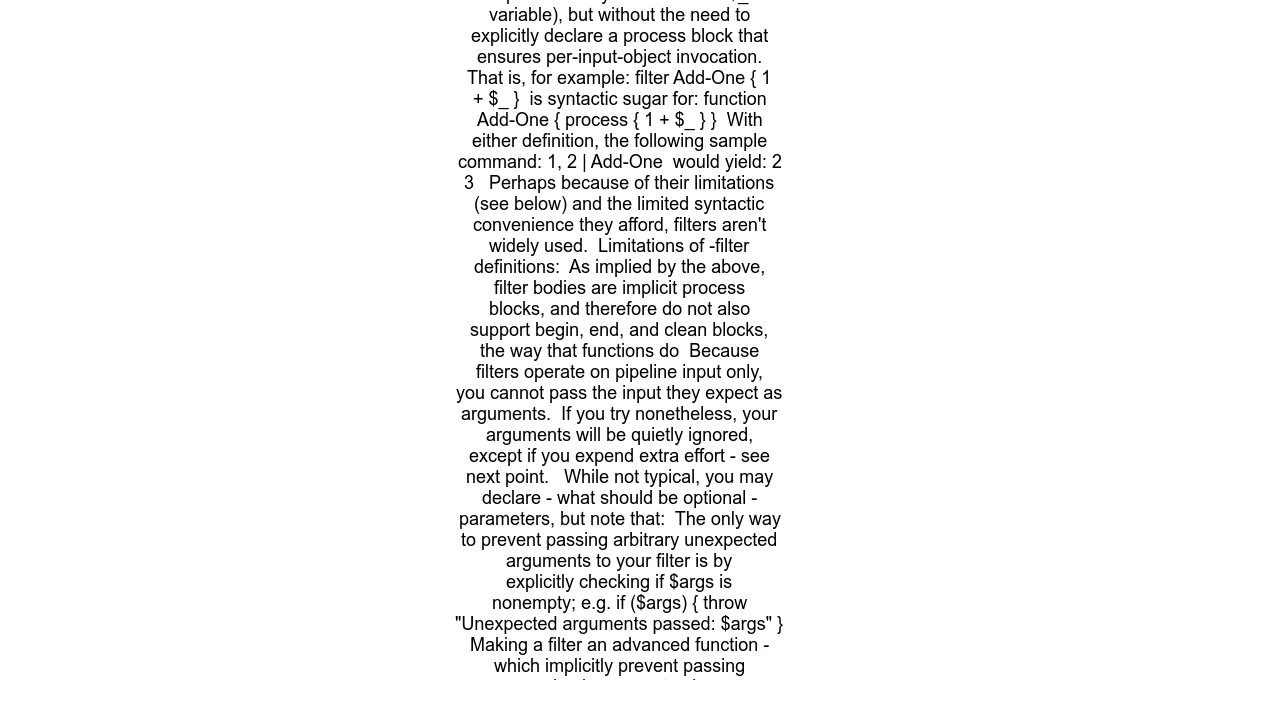 variable), but without the need to
explicitly declare a process block that
ensures per-input-object invocation.
That is, for example: filter Add-One { 1
+ $_ }  is syntactic sugar for: function
Add-One { process { 1 + $_ } }  With
either definition, the following sample
command: 1, 2 | Add-One  would yield: 2
3   Perhaps because of their limitations
(see below) and the limited syntactic
convenience they afford, filters aren't
widely used.  Limitations of -filter
definitions:  As implied by the above,
filter bodies are implicit process
blocks, and therefore do not also
support begin, end, and clean blocks,
the way that functions do  Because
filters operate on pipeline input only,
you cannot pass the input they expect as
arguments.  If you try nonetheless, your
arguments will be quietly ignored,
except if you expend extra effort - see
next point.   While not typical, you may
declare - what should be optional -
parameters, but note that:  The only way
to prevent passing arbitrary unexpected
arguments to your filter is by
explicitly checking if $args is
nonempty; e.g. if ($args) { throw
"Unexpected arguments passed: $args" }
Making a filter an advanced function -
which implicitly prevent passing